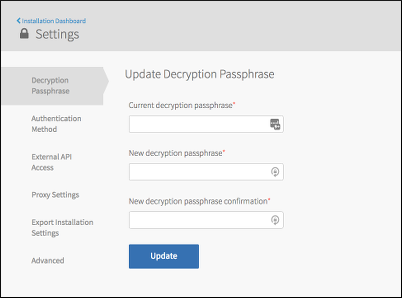 Installation Dashboard
Settings
Decryption
Passphrase
Authentication
Method
External API
Access
Proxy Settings
Export Installation
Settings
Advanced
Update Decryption Passphrase
Current decryption passphrase*
New decryption passphrase*
New decryption passphrase confirmation*
Update